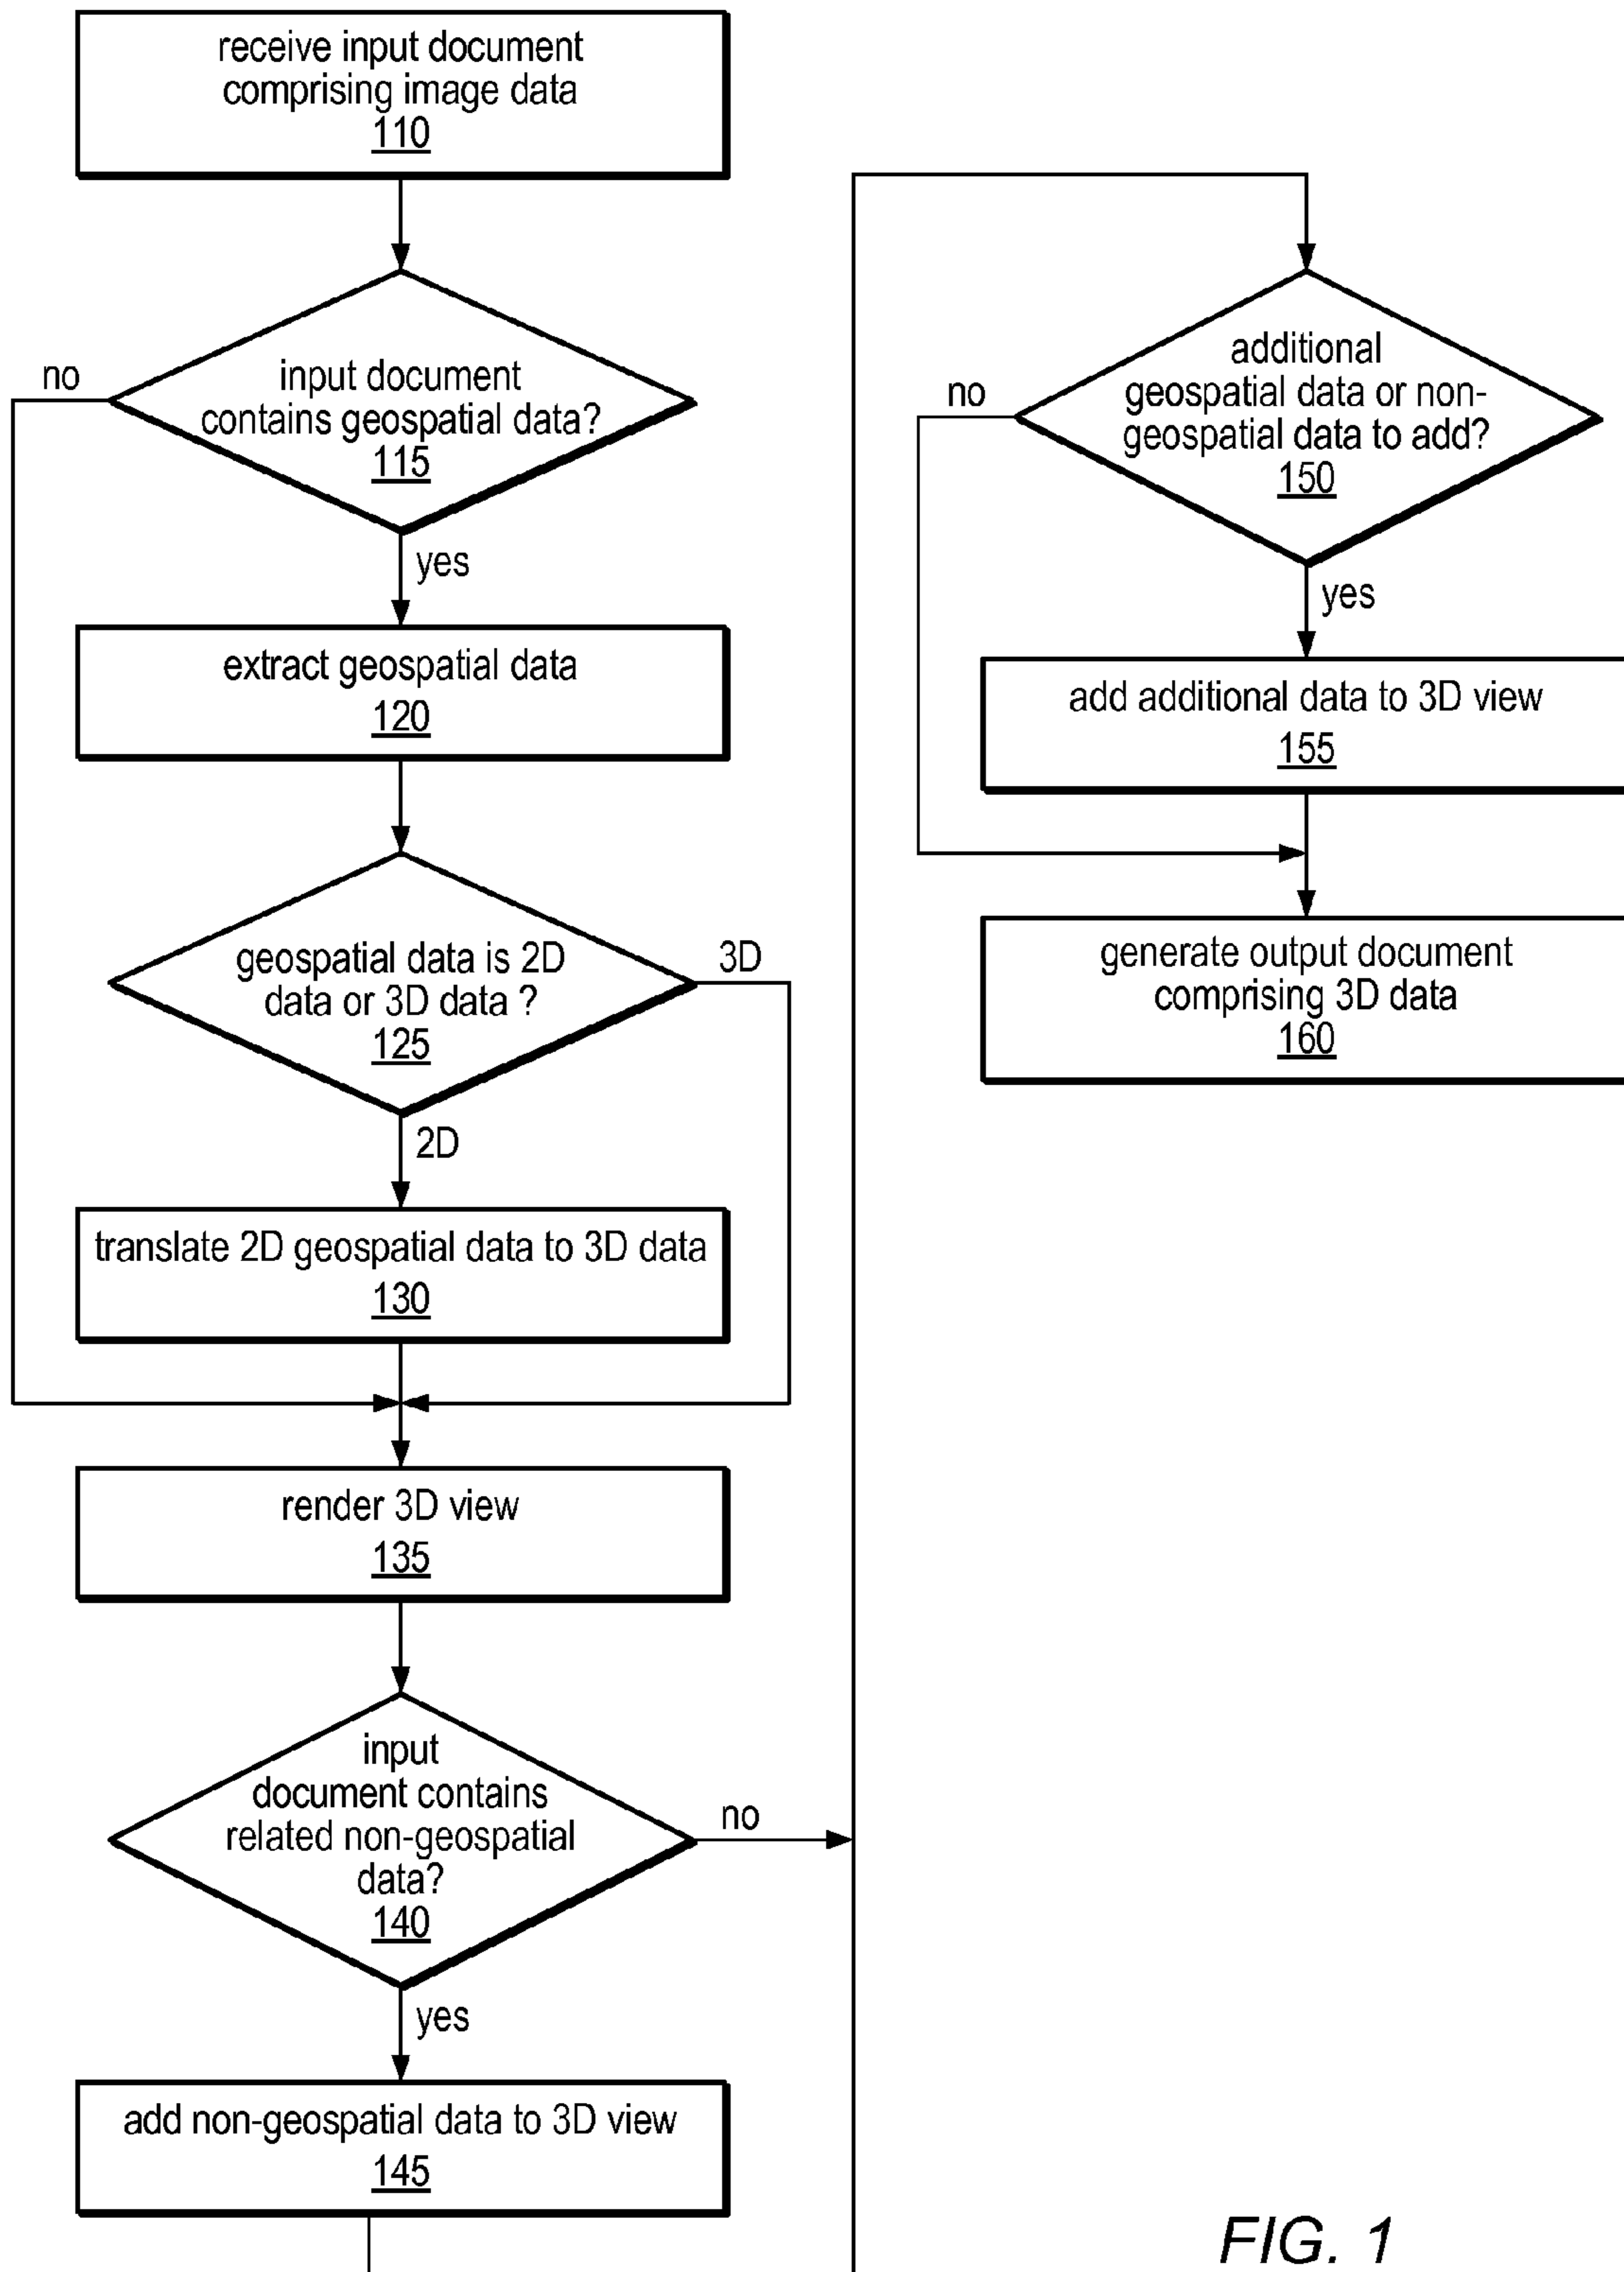 receive input document
comprising image data
110
no
input document
contains geospatial data?
115
yes
extract geospatial data
120
geospatial data is 2D
data or 3D data ?
125
3D
2D
translate 2D geospatial data to 3D data
130
render 3D view
135
input
document contains
related non-geospatial
data?
140
no
yes
add non-geospatial data to 3D view
145
additional
geospatial data or non-
geospatial data to add?
150
no
yes
add additional data to 3D view
155
generate output document
comprising 3D data
160
FIG. 1